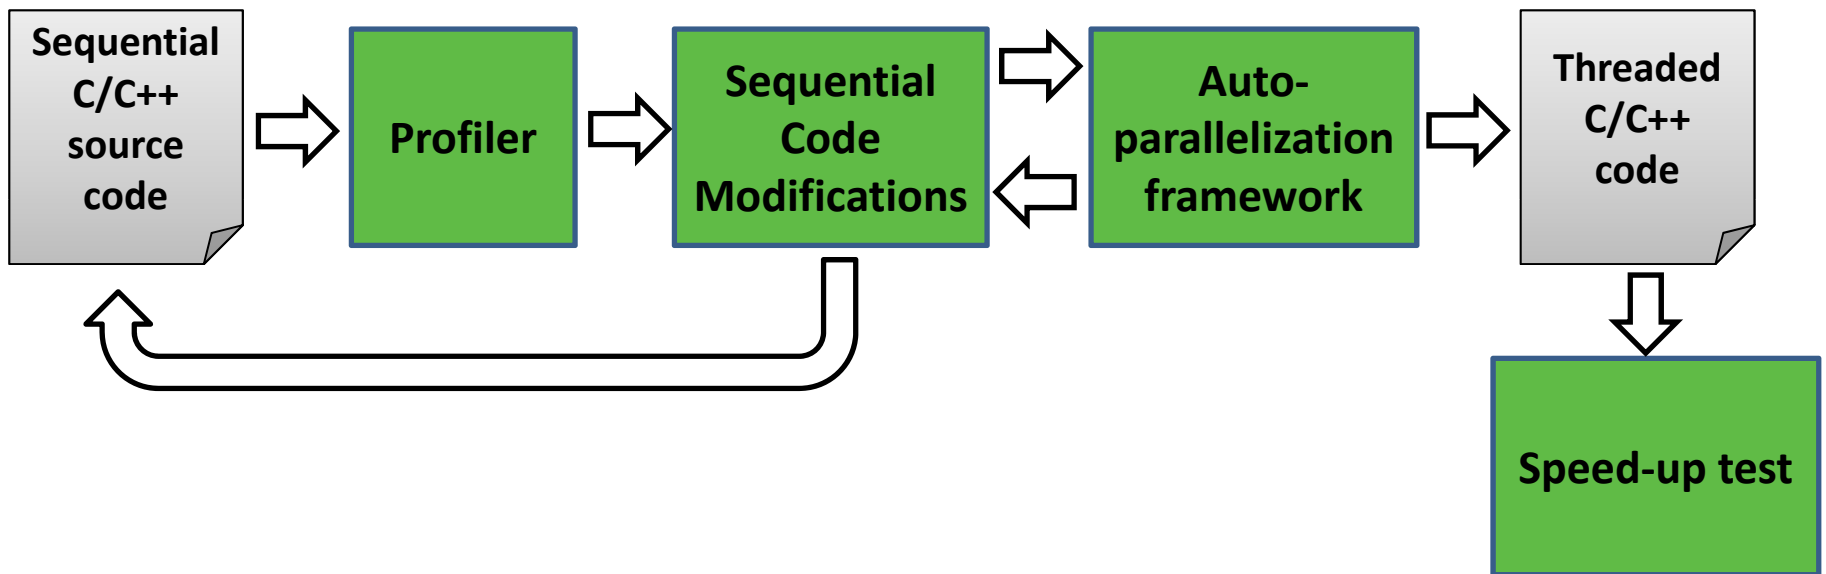 Sequential
C/C++
source
code
Profiler
Sequential
Code
Modifications
Auto-
parallelization
framework
Threaded
C/C++
code
Speed-up test